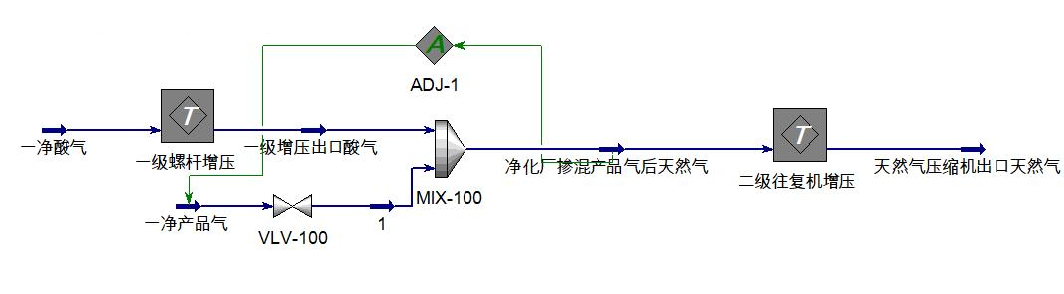 A
ADJ-1
T
一净酸气
一级螺杆增压
一级增压出口酸气
MIX-100
净化厂掺混产品气后天然气
T
二级往复机增压
天然气压缩机出口天然气
一净产品气
VLV-100
1